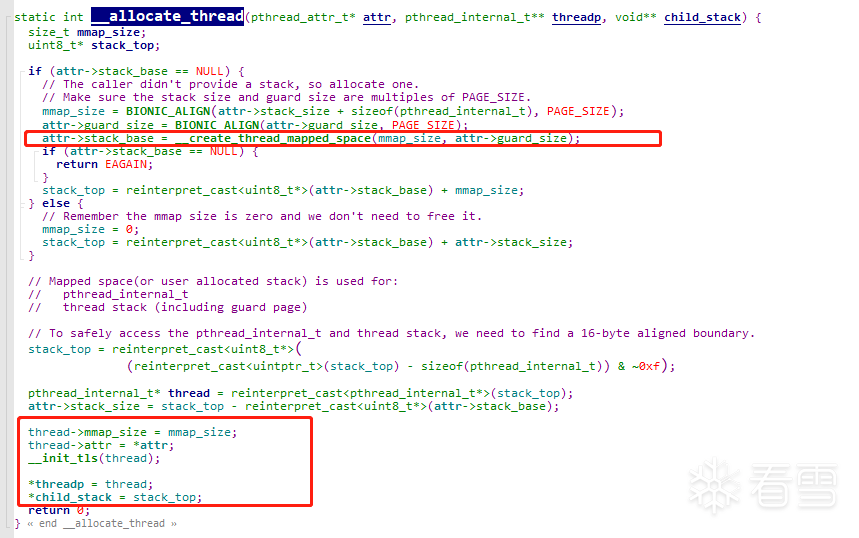 static int __allocate_thread(pthread_attr_t* attr, pthread_internal_t** threadp, void** child_stack) {
  size_t mmap_size;
  uint8_t* stack_top;

  if (attr->stack_base == NULL) {
    // The caller didn't provide a stack, so allocate one.
    // Make sure the stack size and guard size are multiples of PAGE_SIZE.
    mmap_size = BIONIC_ALIGN(attr->stack_size + sizeof(pthread_internal_t), PAGE_SIZE);
    attr->guard_size = BIONIC_ALIGN(attr->guard_size, PAGE_SIZE);
    attr->stack_base = __create_thread_mapped_space(mmap_size, attr->guard_size);
    if (attr->stack_base == NULL) {
      return EAGAIN;
    }
    stack_top = reinterpret_cast<uint8_t*>(attr->stack_base) + mmap_size;
  } else {
    // Remember the mmap size is zero and we don't need to free it.
    mmap_size = 0;
    stack_top = reinterpret_cast<uint8_t*>(attr->stack_base) + attr->stack_size;
  }

  // Mapped space(or user allocated stack) is used for:
  //   pthread_internal_t
  //   thread stack (including guard page)

  // To safely access the pthread_internal_t and thread stack, we need to find a 16-byte aligned boundary.
  stack_top = reinterpret_cast<uint8_t*>(
                (reinterpret_cast<uintptr_t>(stack_top) - sizeof(pthread_internal_t)) & ~0xf);

  pthread_internal_t* thread = reinterpret_cast<pthread_internal_t*>(stack_top);
  attr->stack_size = stack_top - reinterpret_cast<uint8_t*>(attr->stack_base);

  thread->mmap_size = mmap_size;
  thread->attr = *attr;
  __init_tls(thread);

  *threadp = thread;
  *child_stack = stack_top;
  return 0;
} « end __allocate_thread »
看雪